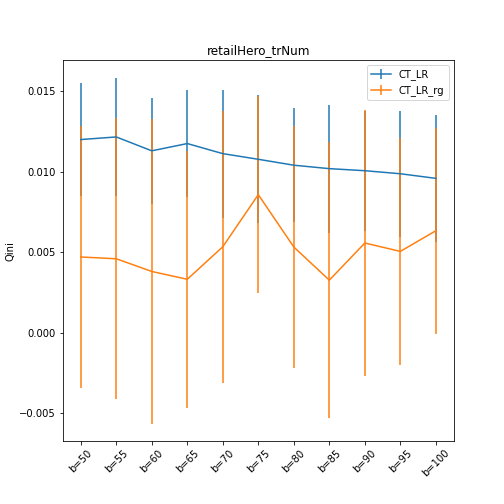 retailHero_trNum
CT_LR
CT_LR_rg
0.015
0.010
0.005
0.000
−0.005
Qini
b=50
b=55
b=60
b=65
b=70
b=75
b=80
b=85
b=90
b=95
b=100